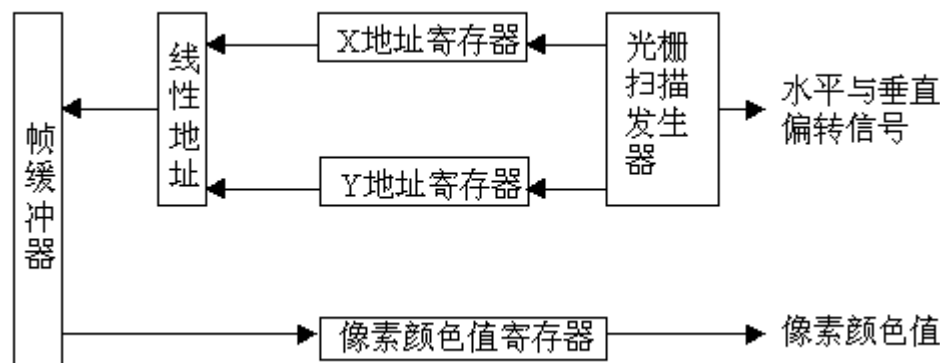 帧缓冲器
线性地址
X地址寄存器
Y地址寄存器
光栅
扫描
发生
器
水平与垂直
偏转信号
像素颜色值寄存器
像素颜色值